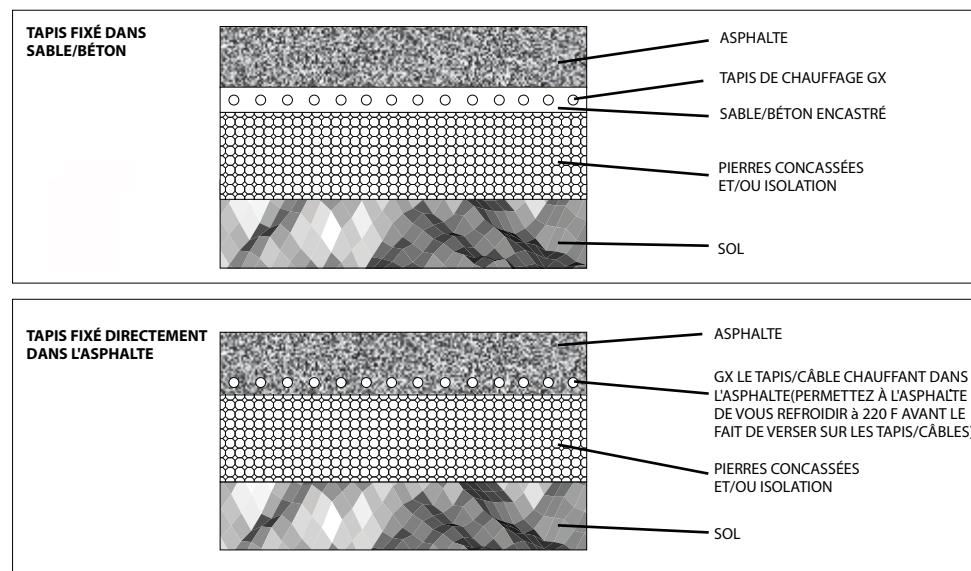 TAPIS FIXÉ DANS
SABLE/BÉTON
ASPHALTE
TAPIS DE CHAUFFAGE GX
SABLE/BÉTON ENCASTRÉ
PIERRES CONCASSÉES
ET/OU ISOLATION
SOL
TAPIS FIXÉ DIRECTEMENT
DANS L'ASPHALTE
ASPHALTE
GX LE TAPIS/CÂBLE CHAUFFANT DANS
L'ASPHALTE(PERMETTEZ À L'ASPHALTE
DE VOUS REFROIDIR à 220 F AVANT LE
FAIT DE VERSER SUR LES TAPIS/CÂBLES)
PIERRES CONCASSÉES
ET/OU ISOLATION
SOL